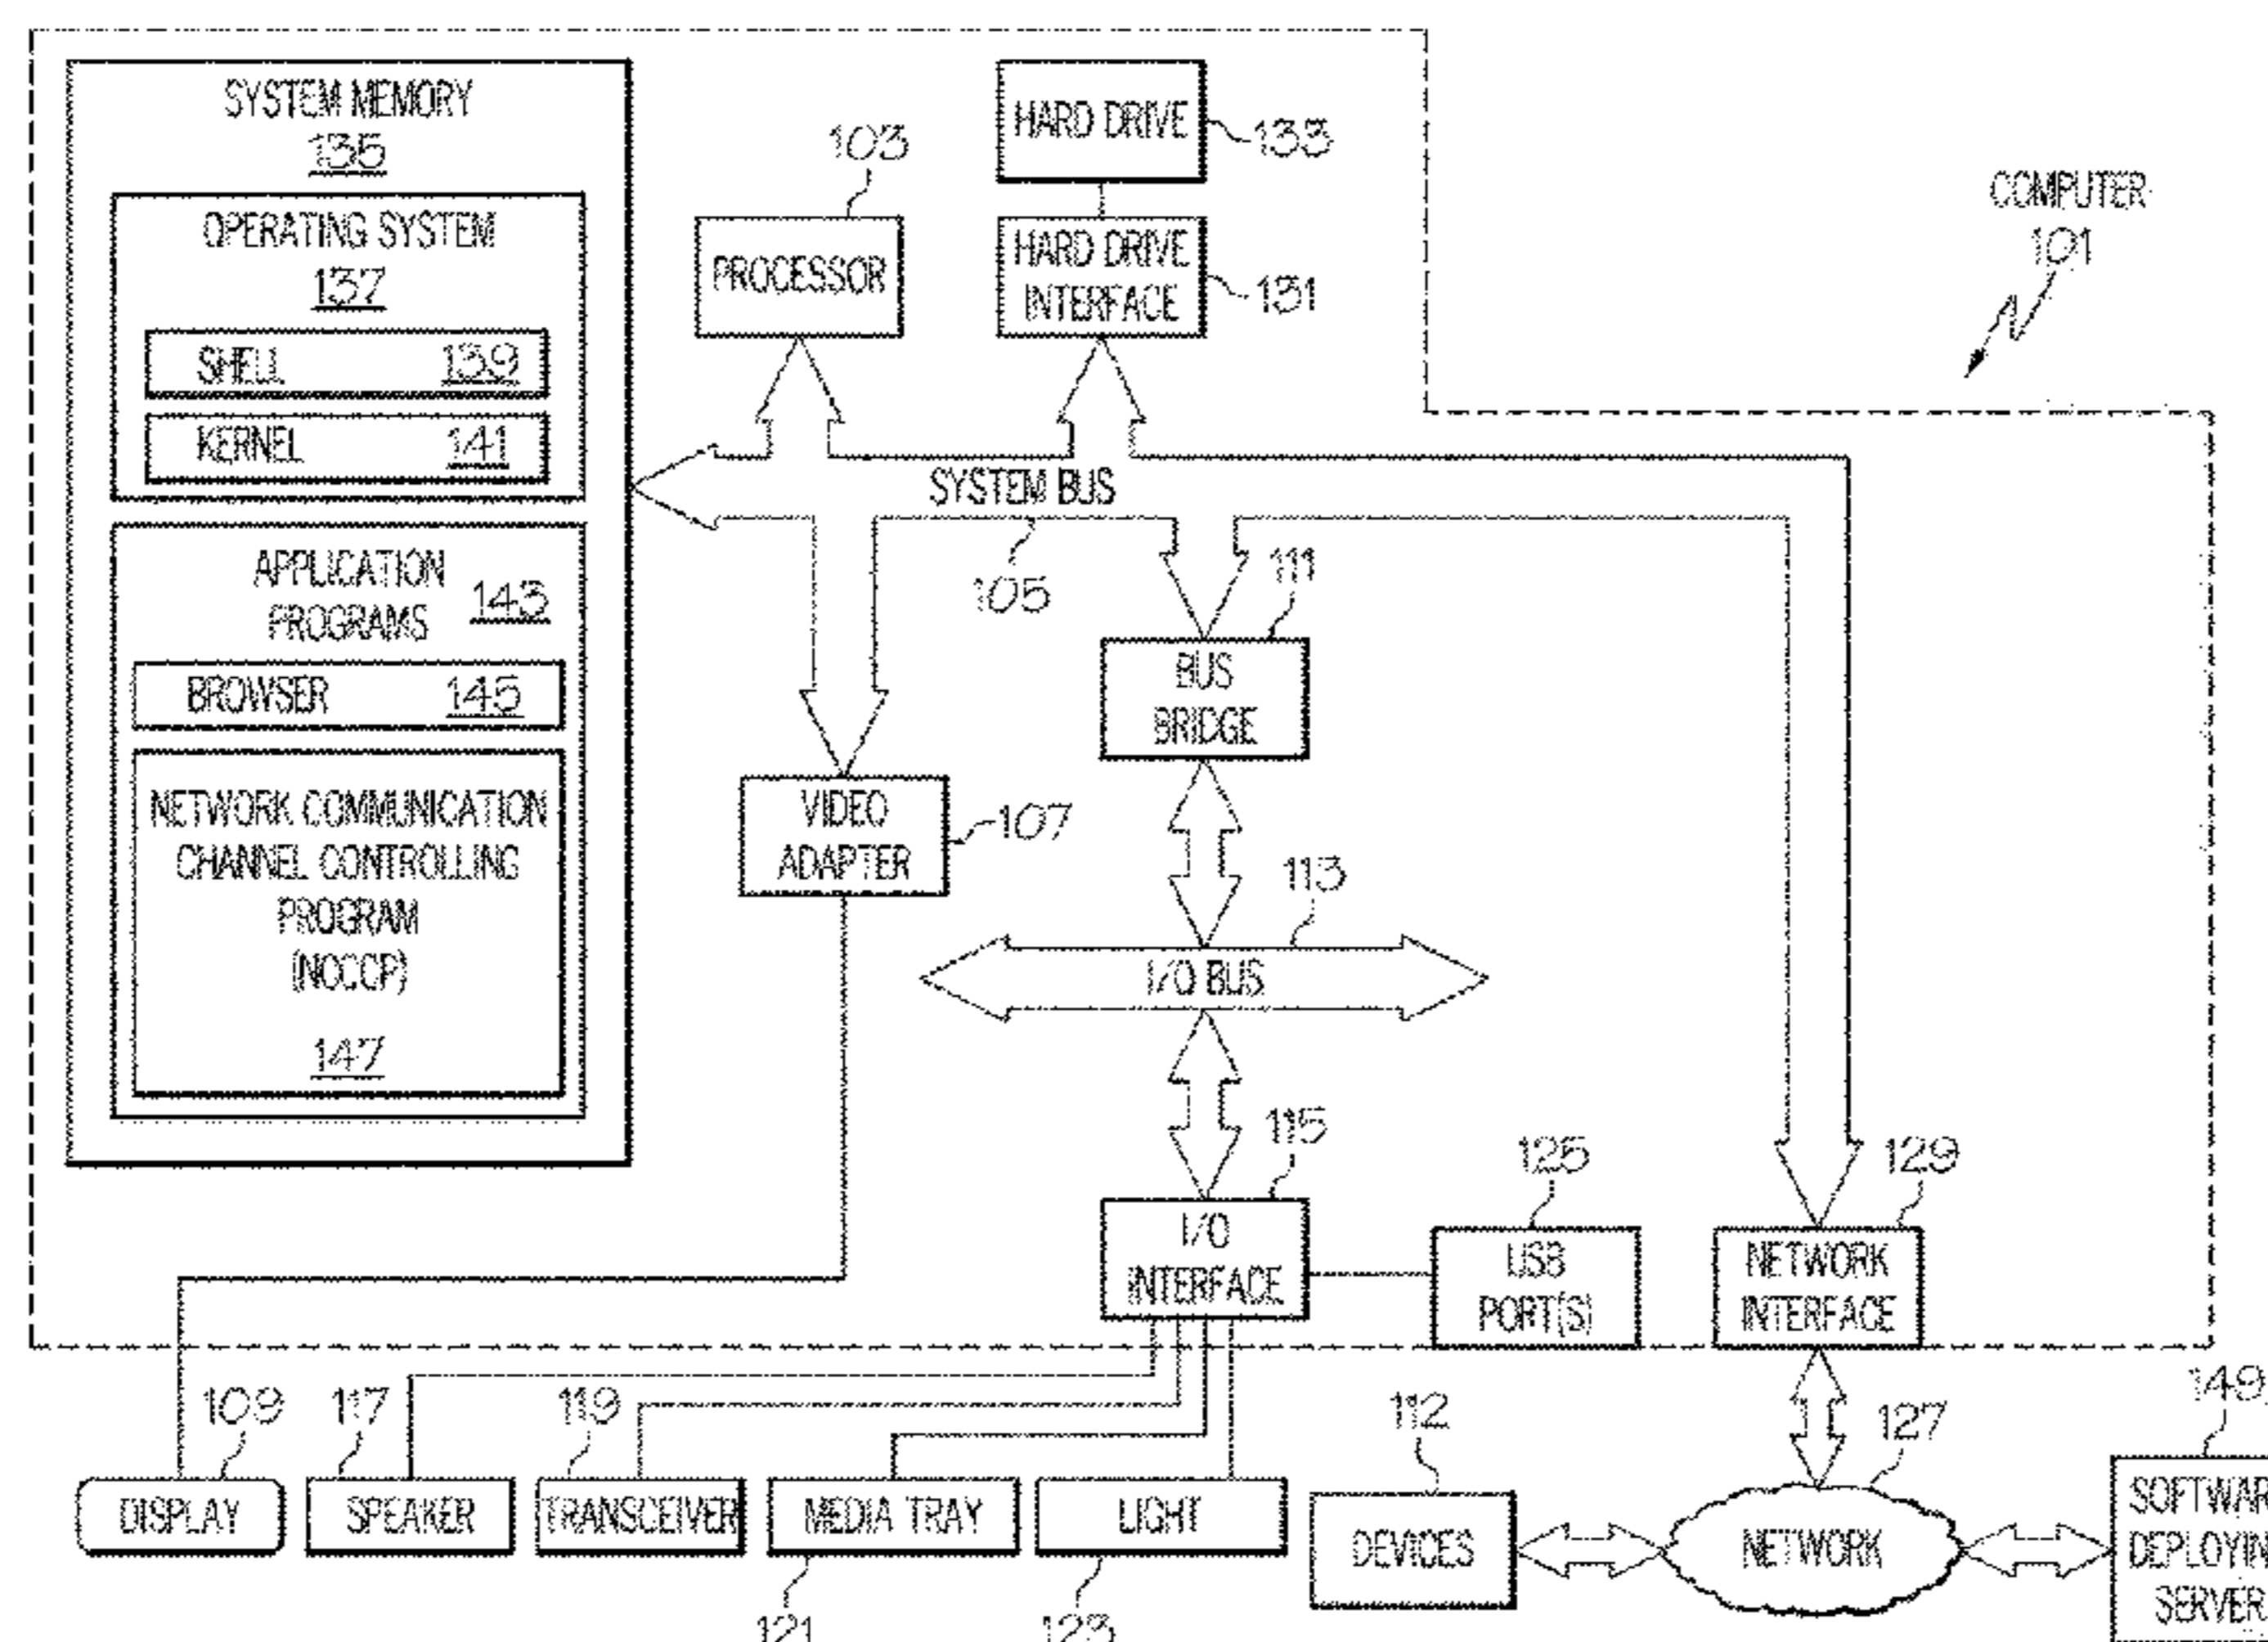 SYSTEM MEMORY
135
OPERATING SYSTEM
137
SHELL 139
KERNEL 141
APPLICATION
PROGRAMS 143
BROWSER 145
NETWORK COMMUNICATION
CHANNEL CONTROLLING
PROGRAM
(NCCCP)
147
103
PROCESSOR
HARD DRIVE
133
HARD DRIVE
INTERFACE
131
COMPUTER
101
SYSTEM BUS
105
111
BUS
BRIDGE
VIDEO
ADAPTER
107
113
I/O BUS
115
I/O
INTERFACE
125
USB
PORT(S)
129
NETWORK
INTERFACE
109
DISPLAY
117
SPEAKER
119
TRANSCEIVER
MEDIA TRAY
121
LIGHT
123
112
DEVICES
127
NETWORK
149
SOFTWAR
DEPLOYIN
SERVER